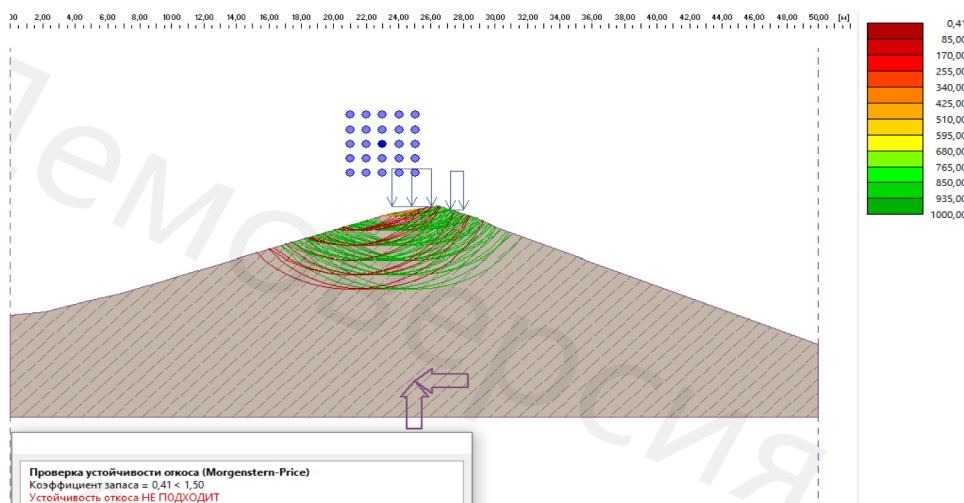 00 2,00 4,00 6,00 8,00 10,00 12,00 14,00 16,00 18,00 20,00 22,00 24,00 26,00 28,00 30,00 32,00 34,00 36,00 38,00 40,00 42,00 44,00 46,00 48,00 50,00 [м]
0,41
85,00
170,00
255,00
340,00
425,00
510,00
595,00
680,00
765,00
850,00
935,00
1000,00
Демоверсия
Проверка устойчивости откоса (Morgenstern-Price)
Коэффициент запаса = 0,41 < 1,50
Устойчивость откоса НЕ ПОДХОДИТ